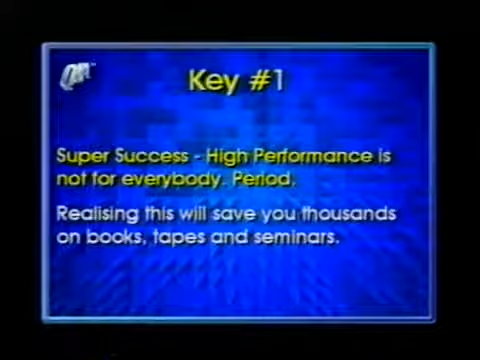 Key #1
Super Success - High Performance is
not for everybody. Period.
Realising this will save you thousands
on books, tapes and seminars.